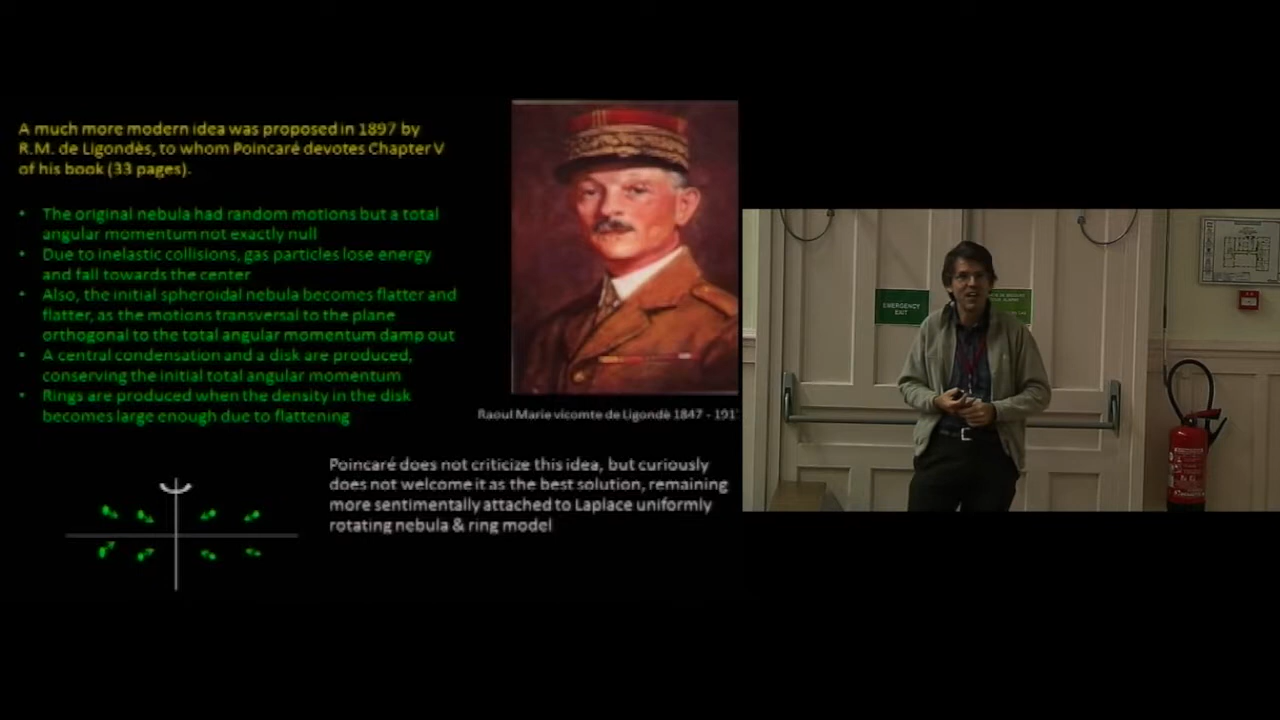 A much more modern idea was proposed in 1897 by
R.M. de Ligondès, to whom Poincaré devotes Chapter V
of his book (33 pages).
• The original nebula had random motions but a total
angular momentum not exactly null
• Due to inelastic collisions, gas particles lose energy
and fall towards the center
• Also, the initial spheroidal nebula becomes flatter and
flatter, as the motions transversal to the plane
orthogonal to the total angular momentum damp out
• A central condensation and a disk are produced,
conserving the initial total angular momentum
• Rings are produced when the density in the disk
becomes large enough due to flattening
Raoul Marie vicomte de Ligondè 1847 - 191
Poincaré does not criticize this idea, but curiously
does not welcome it as the best solution, remaining
more sentimentally attached to Laplace uniformly
rotating nebula & ring model
EMERGENCY
EXIT